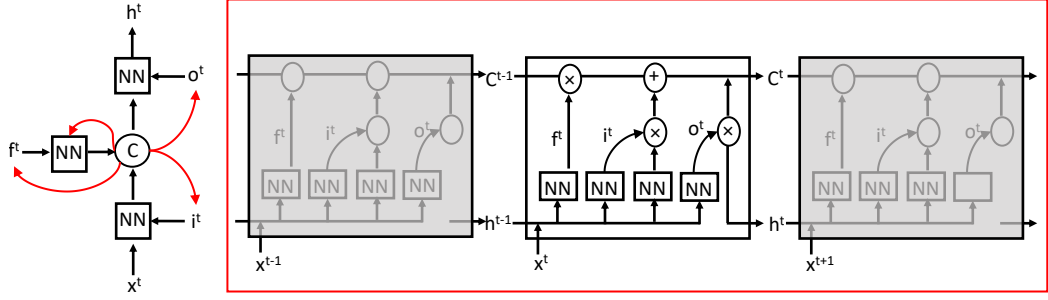 h^t
NN
o^t
f^t
NN
C
NN
i^t
x^t
f^t
i^t
o^t
NN
NN
NN
NN
x^t-1
C^t-1
×
+
f^t
i^t
×
o^t
×
NN
NN
NN
NN
h^t-1
x^t
C^t
f^t
i^t
o^t
NN
NN
NN
h^t
x^t+1